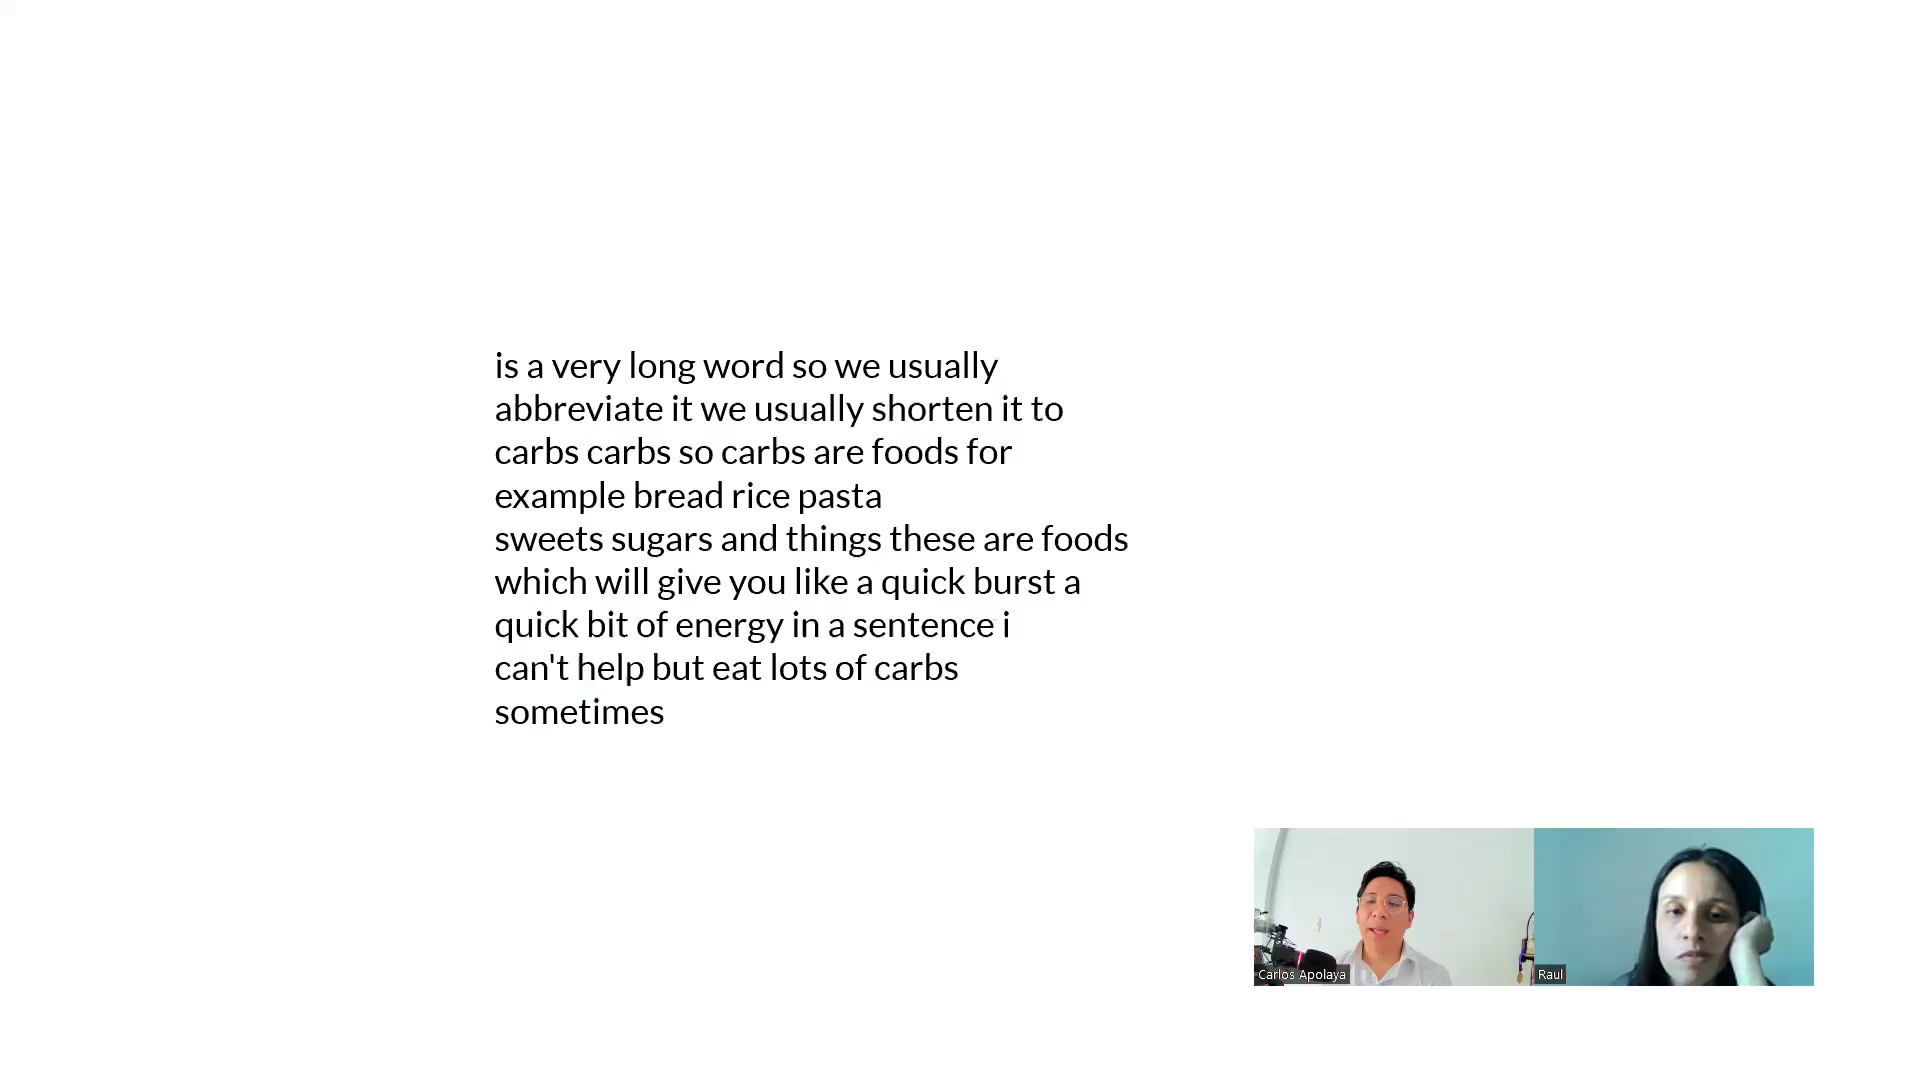 is a very long word so we usually
abbreviate it we usually shorten it to
carbs carbs so carbs are foods for
example bread rice pasta
sweets sugars and things these are foods
which will give you like a quick burst a
quick bit of energy in a sentence i
can't help but eat lots of carbs
sometimes
Carlos Apolaya
Raul